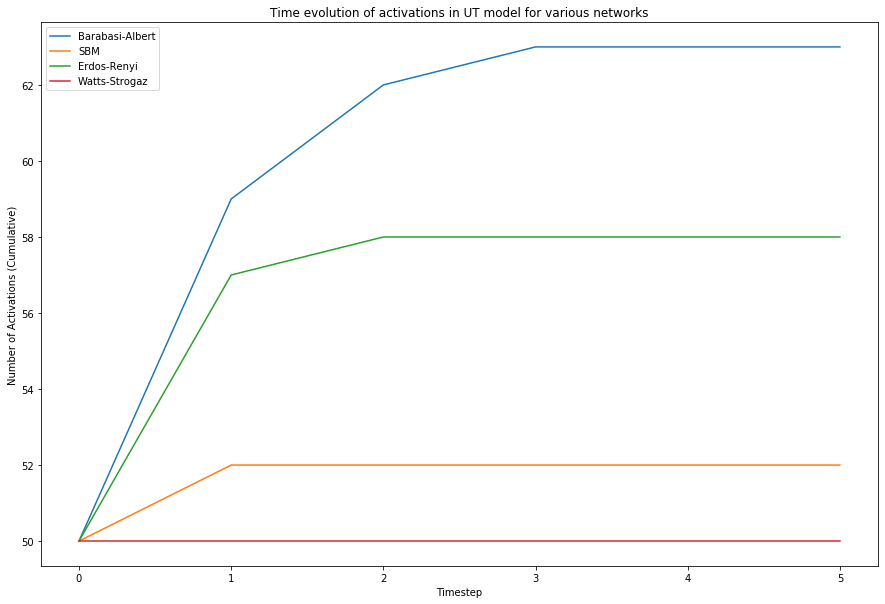 Time evolution of activations in UT model for various networks
Barabasi-Albert
SBM
Erdos-Renyi
Watts-Strogaz
Number of Activations (Cumulative)
62
60
58
56
54
52
50
0 1 2 3 4 5
Timestep